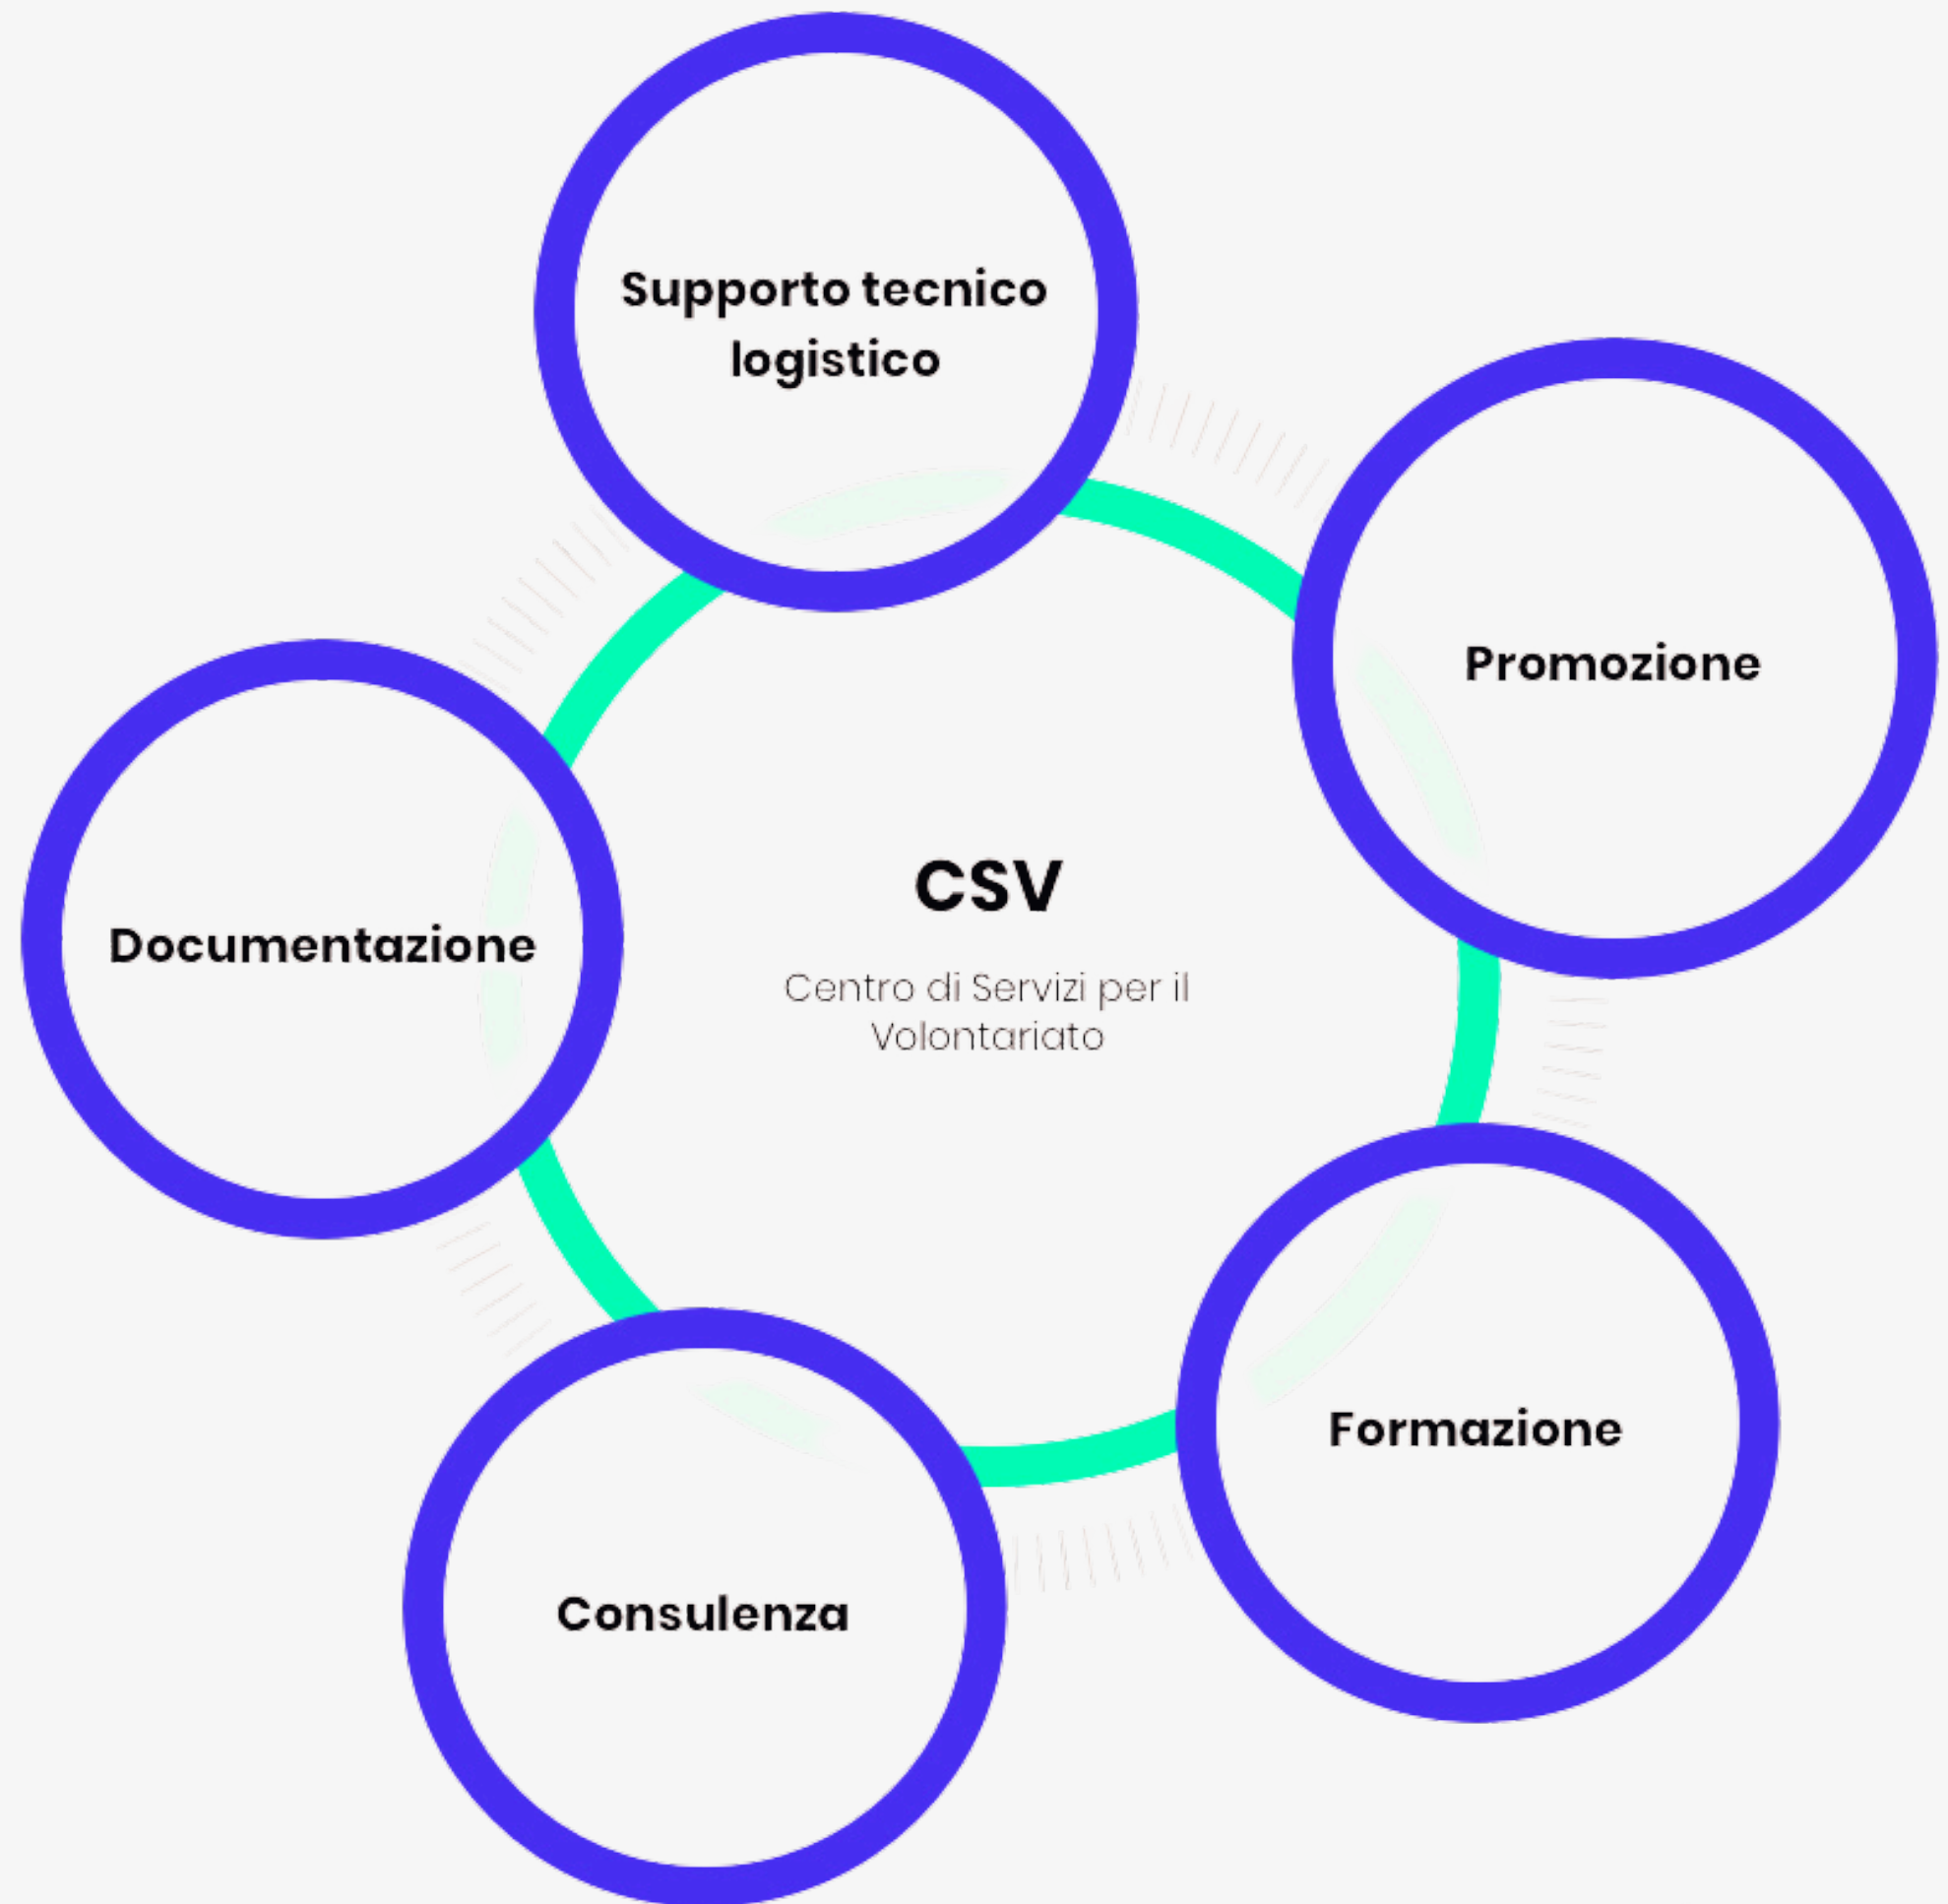 Supporto tecnico
logistico
Promozione
Documentazione
CSV
Centro di Servizi per il
Volontariato
Formazione
Consulenza